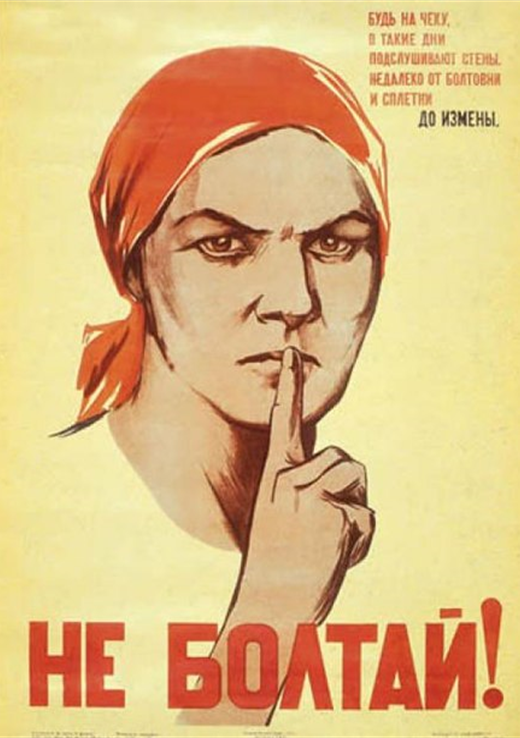 БУДЬ НА ЧЕКУ,
В ТАКИЕ ДНИ
ПОДСЛУШИВАЮТ СТЕНЫ.
НЕДАЛЕКО ОТ БОЛТОВНИ
И СПЛЕТНИ
ДО ИЗМЕНЫ.
НЕ БОЛТАЙ!